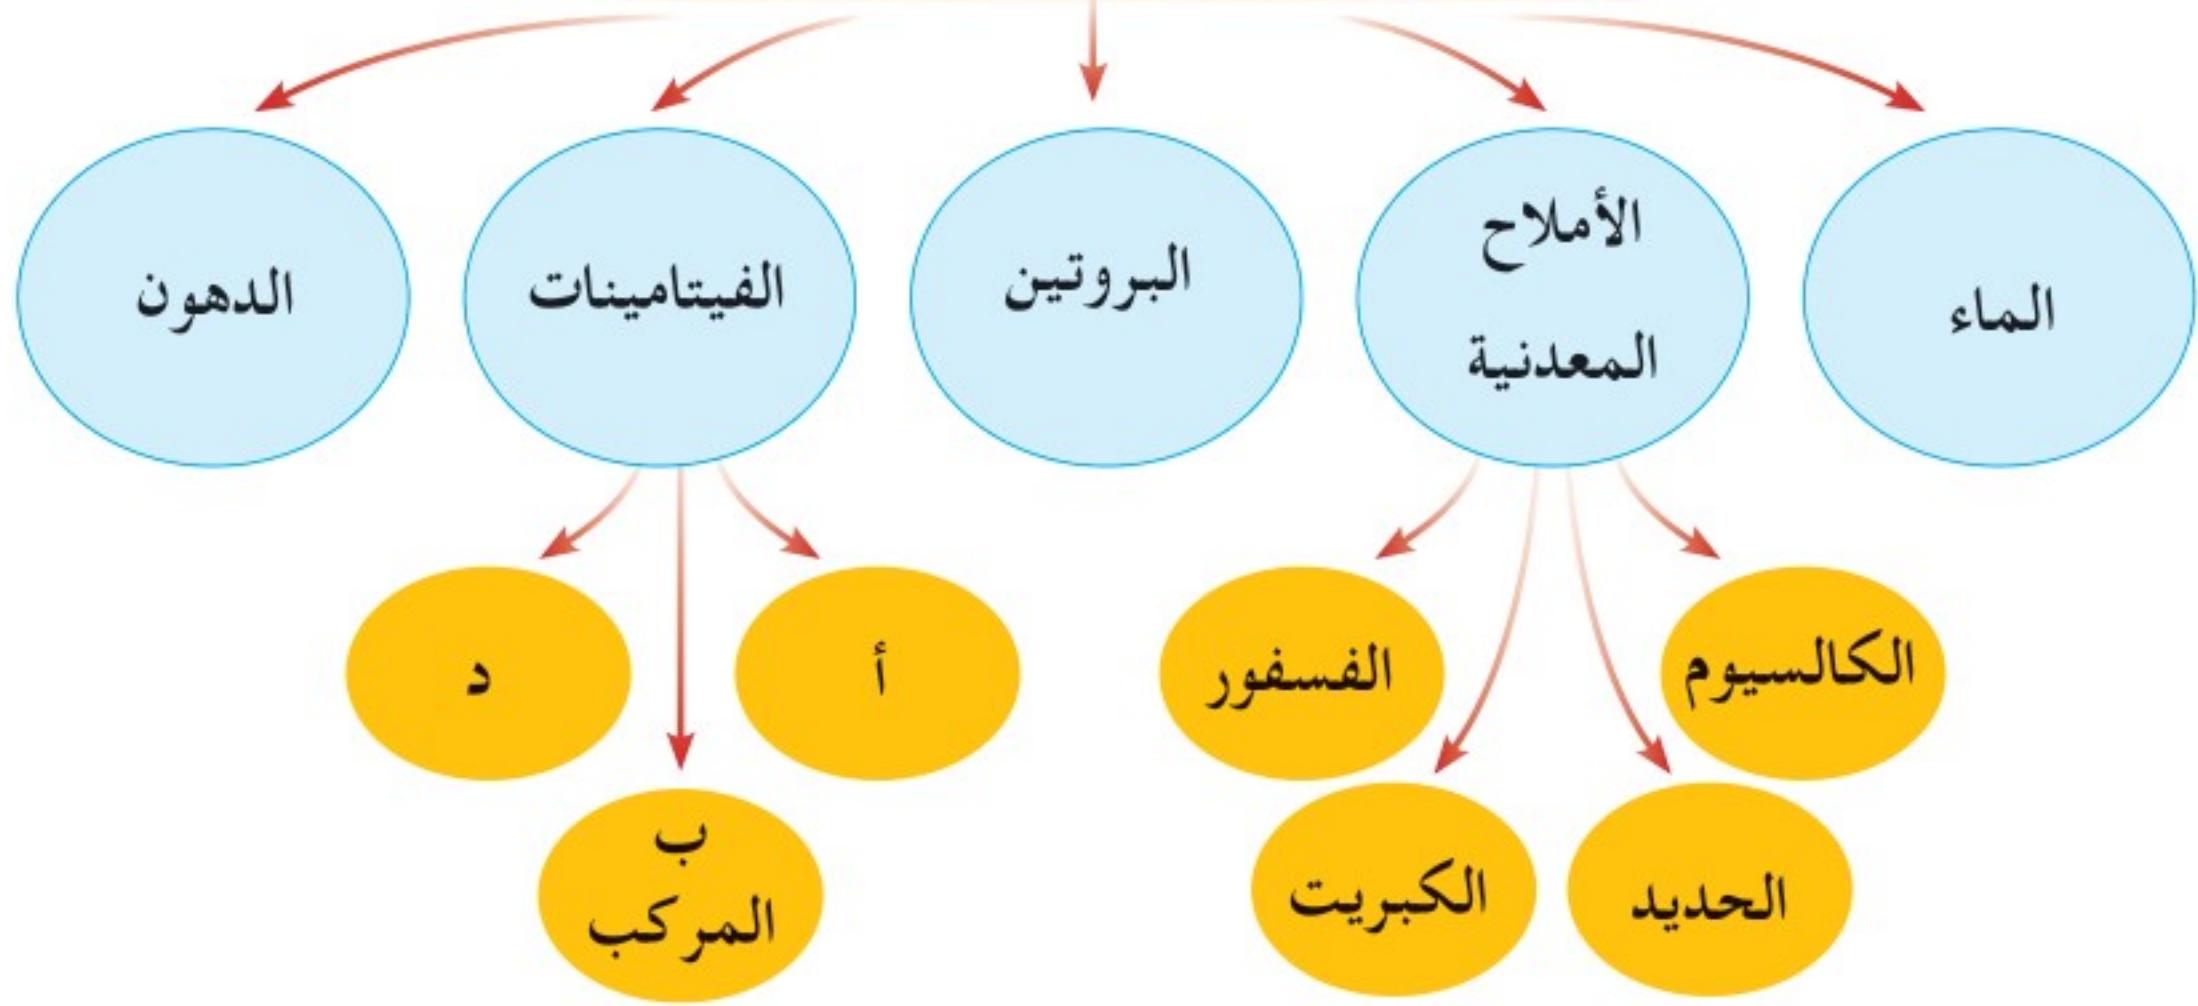 الماء
الأملاح
المعدنية
البروتين
الفيتامينات
الدهون
الكالسيوم
الفسفور
أ
د
الحديد
الكبريت
ب
المركب